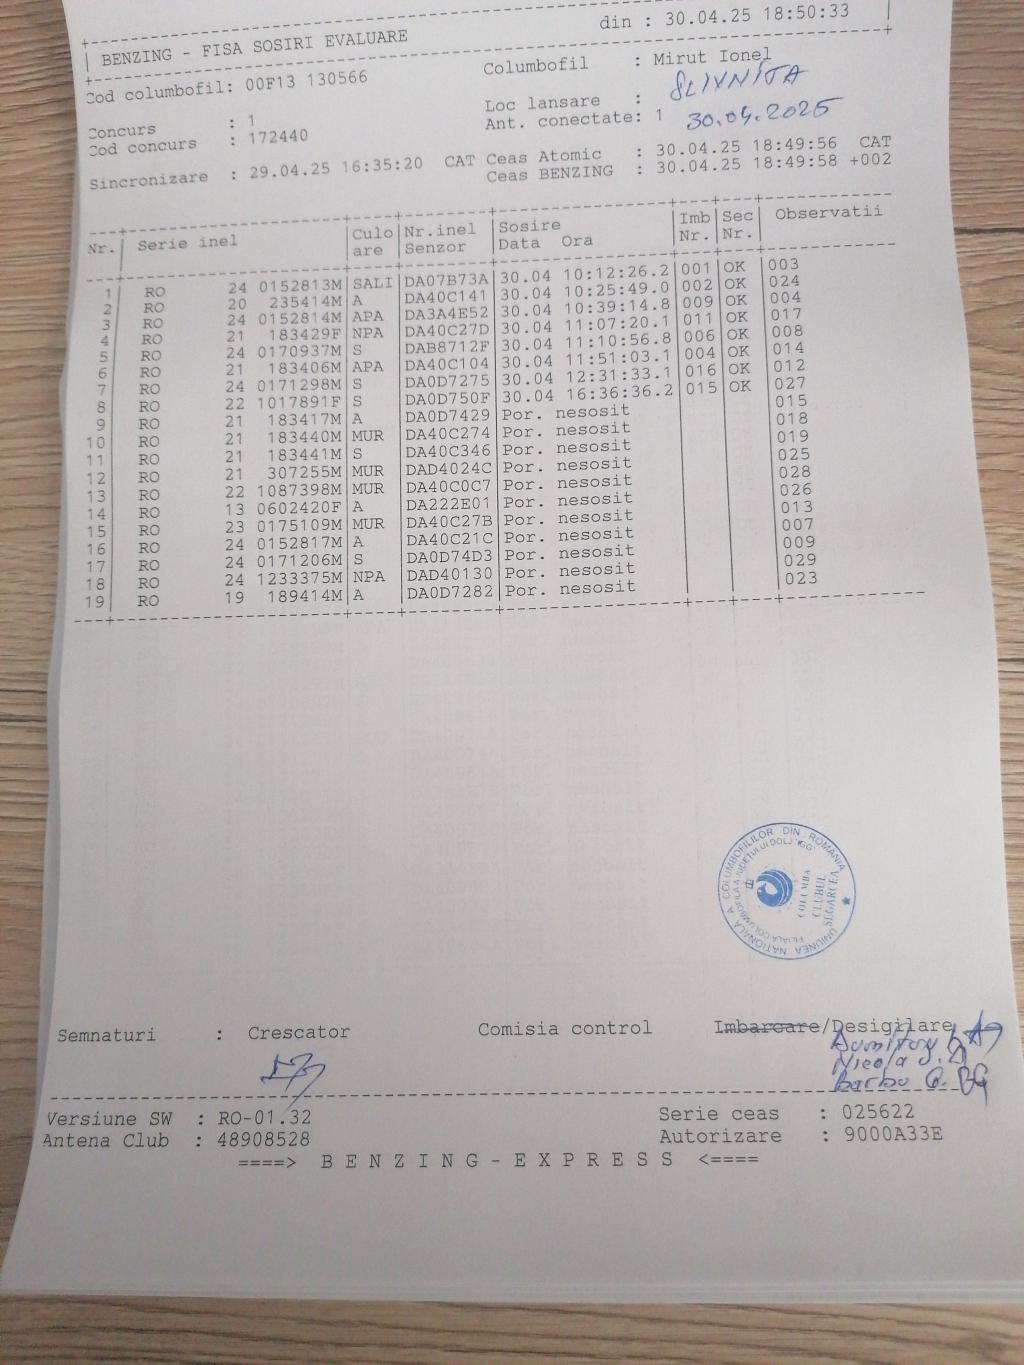 din : 30.04.25 18:50:33
BENZING - FISA SOSIRI EVALUARE
Cod columbofil: 00F13 130566 Columbofil : Mirut Ionel
Loc lansare : SLIVNITA
Concurs : 1 Ant. conectate: 1 30.04.2025
Cod concurs : 172440
Sincronizare : 29.04.25 16:35:20 CAT Ceas Atomic : 30.04.25 18:49:56 CAT
Ceas BENZING : 30.04.25 18:49:58 +002
Nr. Serie inel Culo Nr.inel Sosire Imb Sec Observatii
are Senzor Data Ora Nr. Nr.
1 RO 24 0152813M SALI DA07B73A 30.04 10:12:26.2 001 OK 003
2 RO 20 235414M A DA40C141 30.04 10:25:49.0 002 OK 024
3 RO 24 0152814M APA DA3A4E52 30.04 10:39:14.8 009 OK 004
4 RO 21 183429F NPA DA40C27D 30.04 11:07:20.1 011 OK 017
5 RO 24 0170937M S DAB8712F 30.04 11:10:56.8 006 OK 008
6 RO 21 183406M APA DA40C104 30.04 11:51:03.1 004 OK 014
7 RO 24 0171298M S DA0D7275 30.04 12:31:33.1 016 OK 012
8 RO 22 1017891F S DA0D750F 30.04 16:36:36.2 015 OK 027
9 RO 21 183417M A DA0D7429 Por. nesosit 015
10 RO 21 183440M MUR DA40C274 Por. nesosit 018
11 RO 21 183441M S DA40C346 Por. nesosit 019
12 RO 21 307255M MUR DAD4024C Por. nesosit 025
13 RO 22 1087398M MUR DA40C0C7 Por. nesosit 028
14 RO 13 0602420F A DA222E01 Por. nesosit 026
15 RO 23 0175109M MUR DA40C27B Por. nesosit 013
16 RO 24 0152817M A DA40C21C Por. nesosit 007
17 RO 24 0171206M S DA0D74D3 Por. nesosit 009
18 RO 24 1233375M NPA DAD40130 Por. nesosit 029
19 RO 19 189414M A DA0D7282 Por. nesosit 023
UNIUNEA NATIONALA A COLUMBOFILILOR DIN ROMANIA
FILIALA COLUMBOFILA A JUDETULUI DOLJ
COLUMBA
CLUBUL
SEGARCEA
Semnaturi : Crescator Comisia control Imbarcare/Desigilare
Nicola
Barbu G. BG
Versiune SW : RO-01.32 Serie ceas : 025622
Antena Club : 48908528 Autorizare : 9000A33E
====> B E N Z I N G - E X P R E S S <====